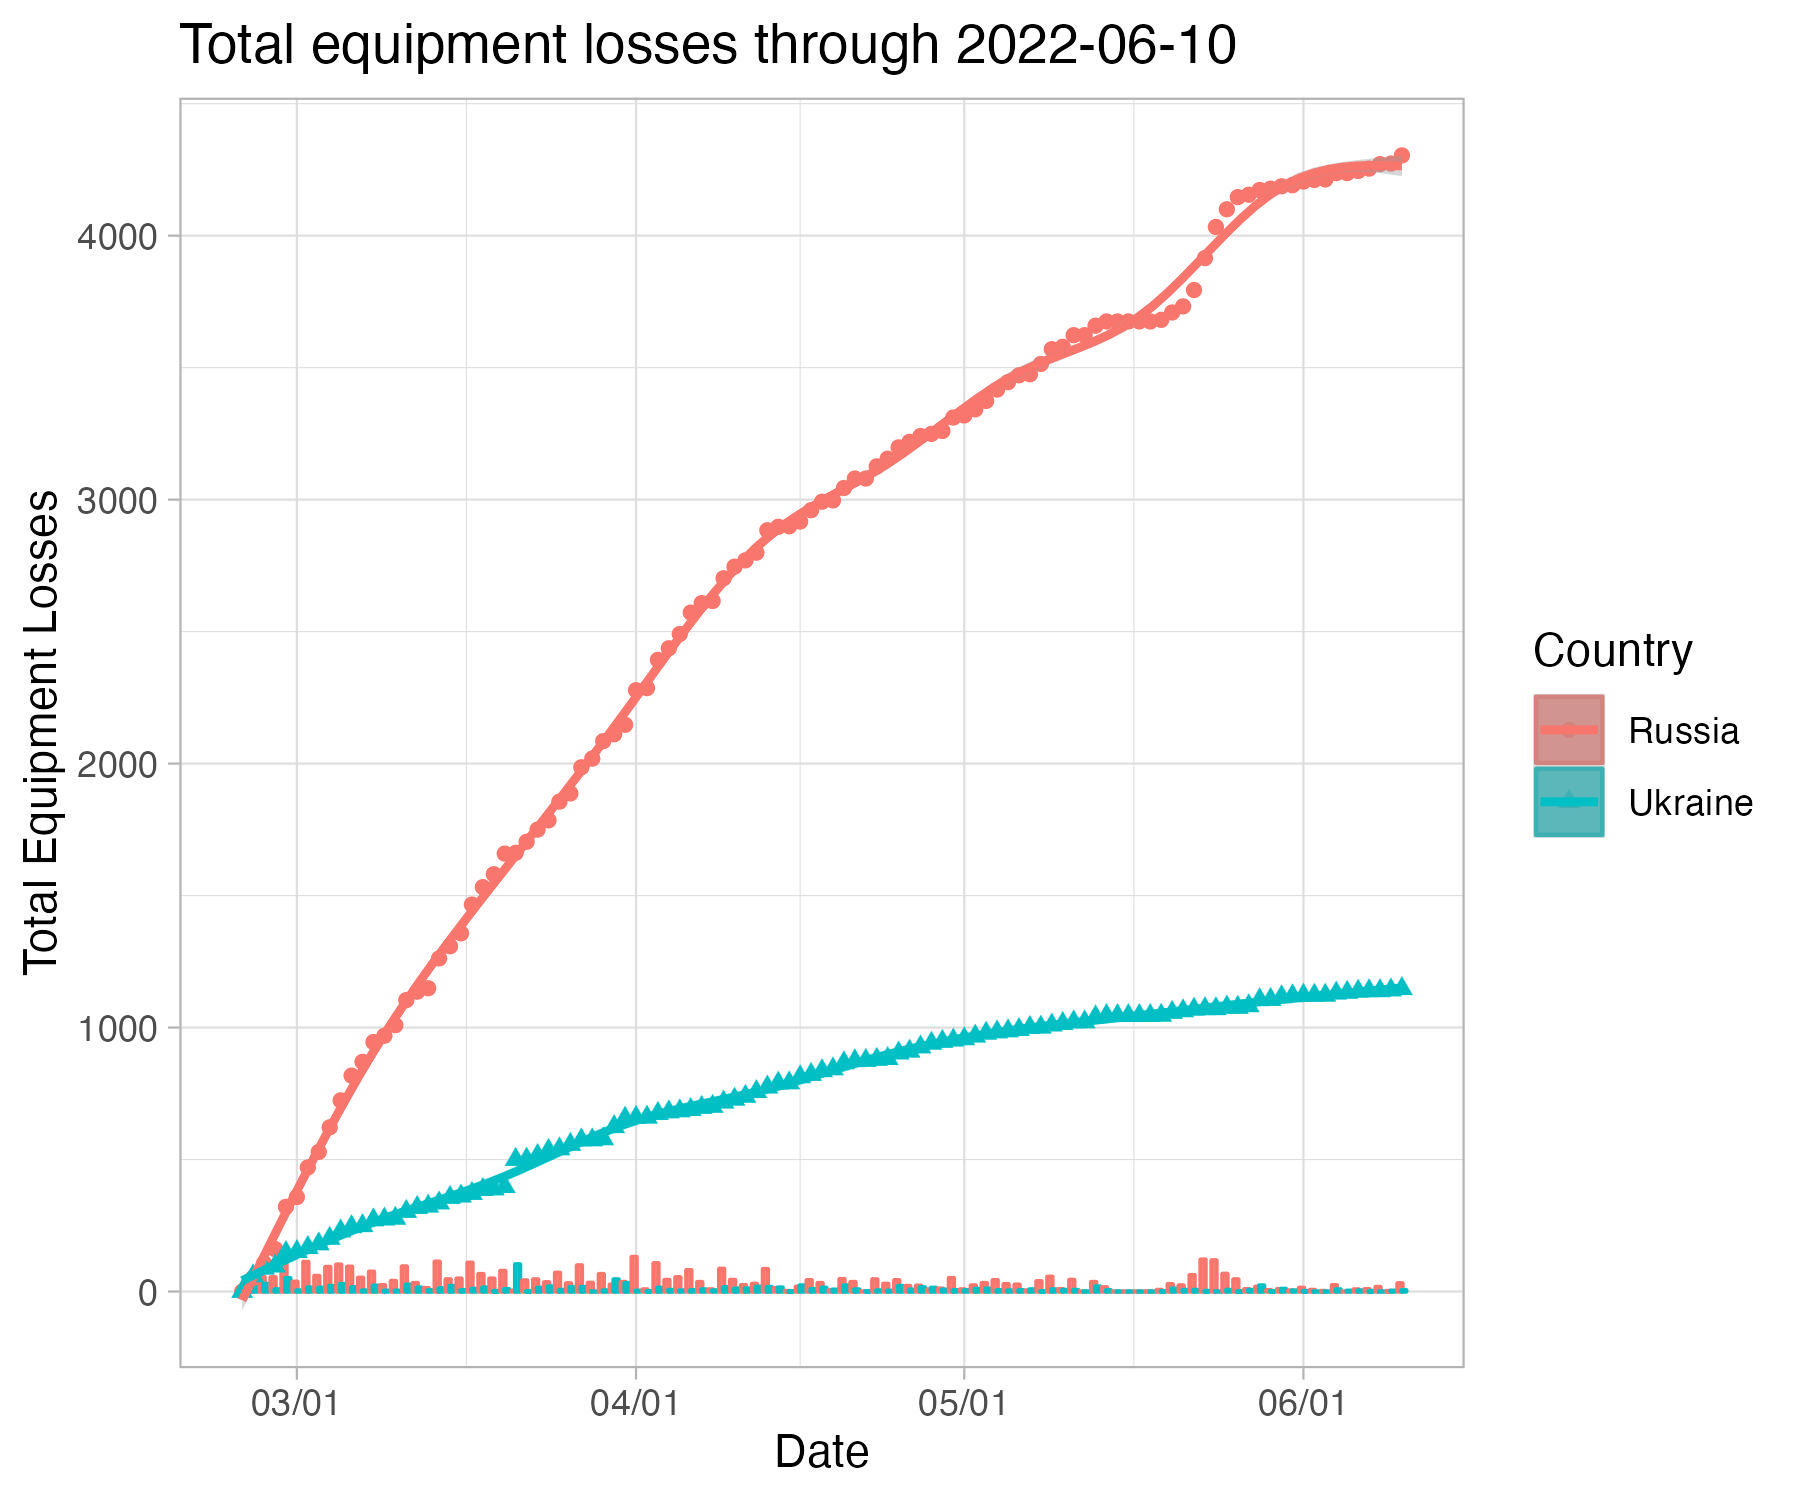 Total equipment losses through 2022-06-10
Total Equipment Losses
4000
3000
2000
1000
0
03/01
04/01
05/01
06/01
Date
Country
Russia
Ukraine